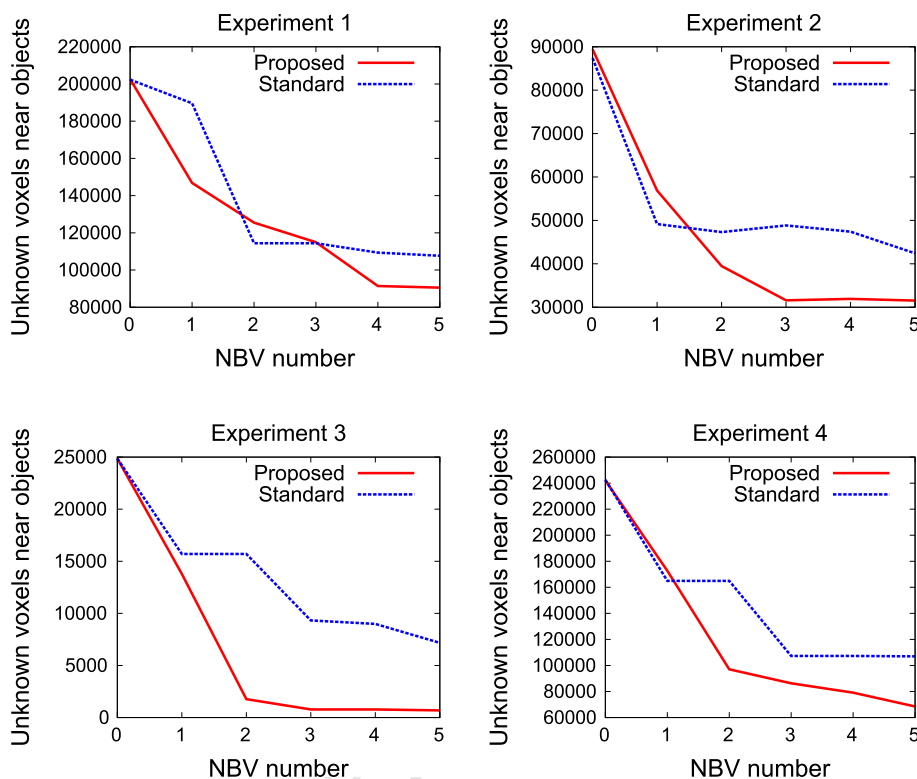 Experiment 1
Unknown voxels near objects
220000
200000
180000
160000
140000
120000
100000
80000
Proposed
Standard
0 1 2 3 4 5
NBV number
Experiment 2
Unknown voxels near objects
90000
80000
70000
60000
50000
40000
30000
Proposed
Standard
0 1 2 3 4 5
NBV number
Experiment 3
Unknown voxels near objects
25000
20000
15000
10000
5000
0
Proposed
Standard
0 1 2 3 4 5
NBV number
Experiment 4
Unknown voxels near objects
260000
240000
220000
200000
180000
160000
140000
120000
100000
80000
60000
Proposed
Standard
0 1 2 3 4 5
NBV number